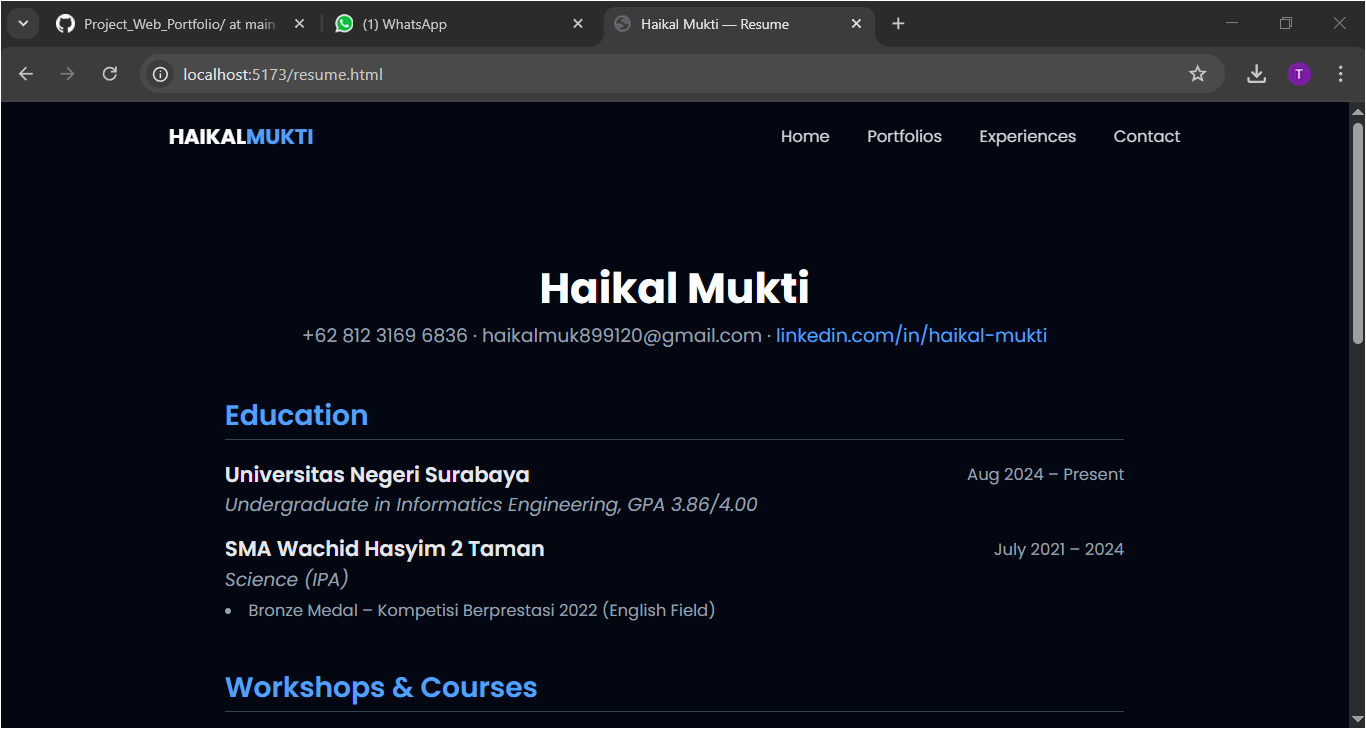 Project_Web_Portfolio/ at main
(1) WhatsApp
Haikal Mukti — Resume
localhost:5173/resume.html
T
HAIKALMUKTI
Home
Portfolios
Experiences
Contact
Haikal Mukti
+62 812 3169 6836 · haikalmuk899120@gmail.com · linkedin.com/in/haikal-mukti
Education
Universitas Negeri Surabaya
Aug 2024 – Present
Undergraduate in Informatics Engineering, GPA 3.86/4.00
SMA Wachid Hasyim 2 Taman
July 2021 – 2024
Science (IPA)
• Bronze Medal – Kompetisi Berprestasi 2022 (English Field)
Workshops & Courses